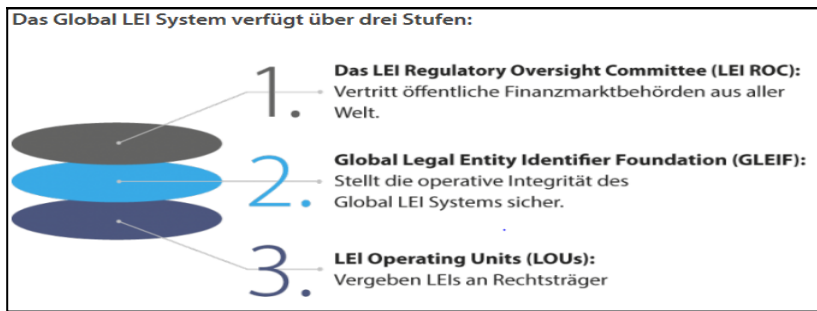 Das Global LEI System verfügt über drei Stufen:
1.
Das LEI Regulatory Oversight Committee (LEI ROC):
Vertritt öffentliche Finanzmarktbehörden aus aller
Welt.
2.
Global Legal Entity Identifier Foundation (GLEIF):
Stellt die operative Integrität des
Global LEI Systems sicher.
3.
LEI Operating Units (LOUs):
Vergeben LEIs an Rechtsträger